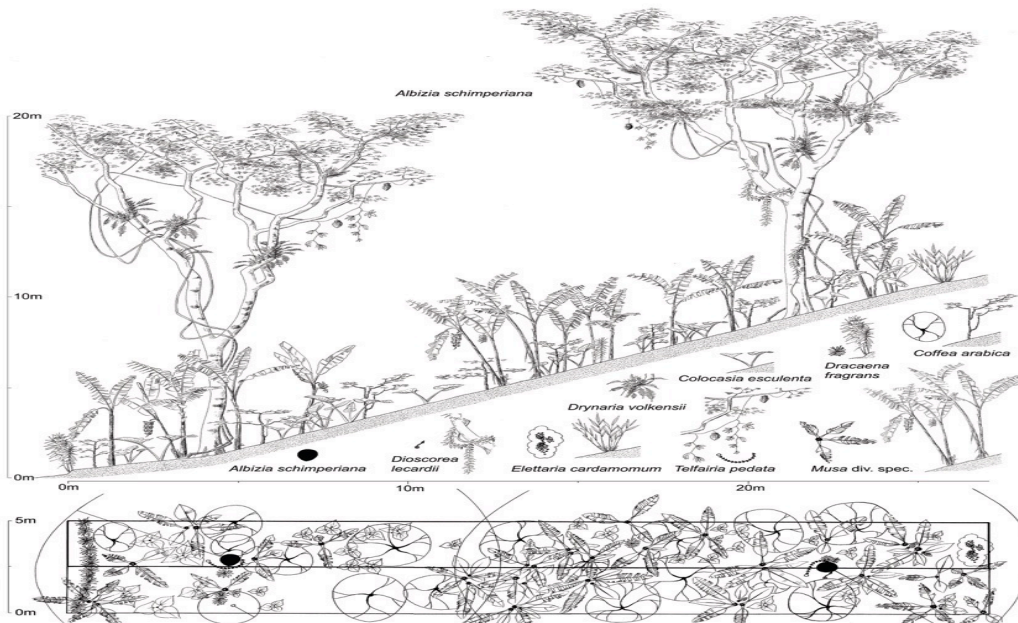 Albizia schimperiana
20m
10m
Coffea arabica
Dracaena
fragrans
Colocasia esculenta
Drynaria volkensii
Albizia schimperiana
Dioscorea
lecardii
Elettaria cardamomum
Telfairia pedata
Musa div. spec.
0m
0m
10m
20m
5m
0m